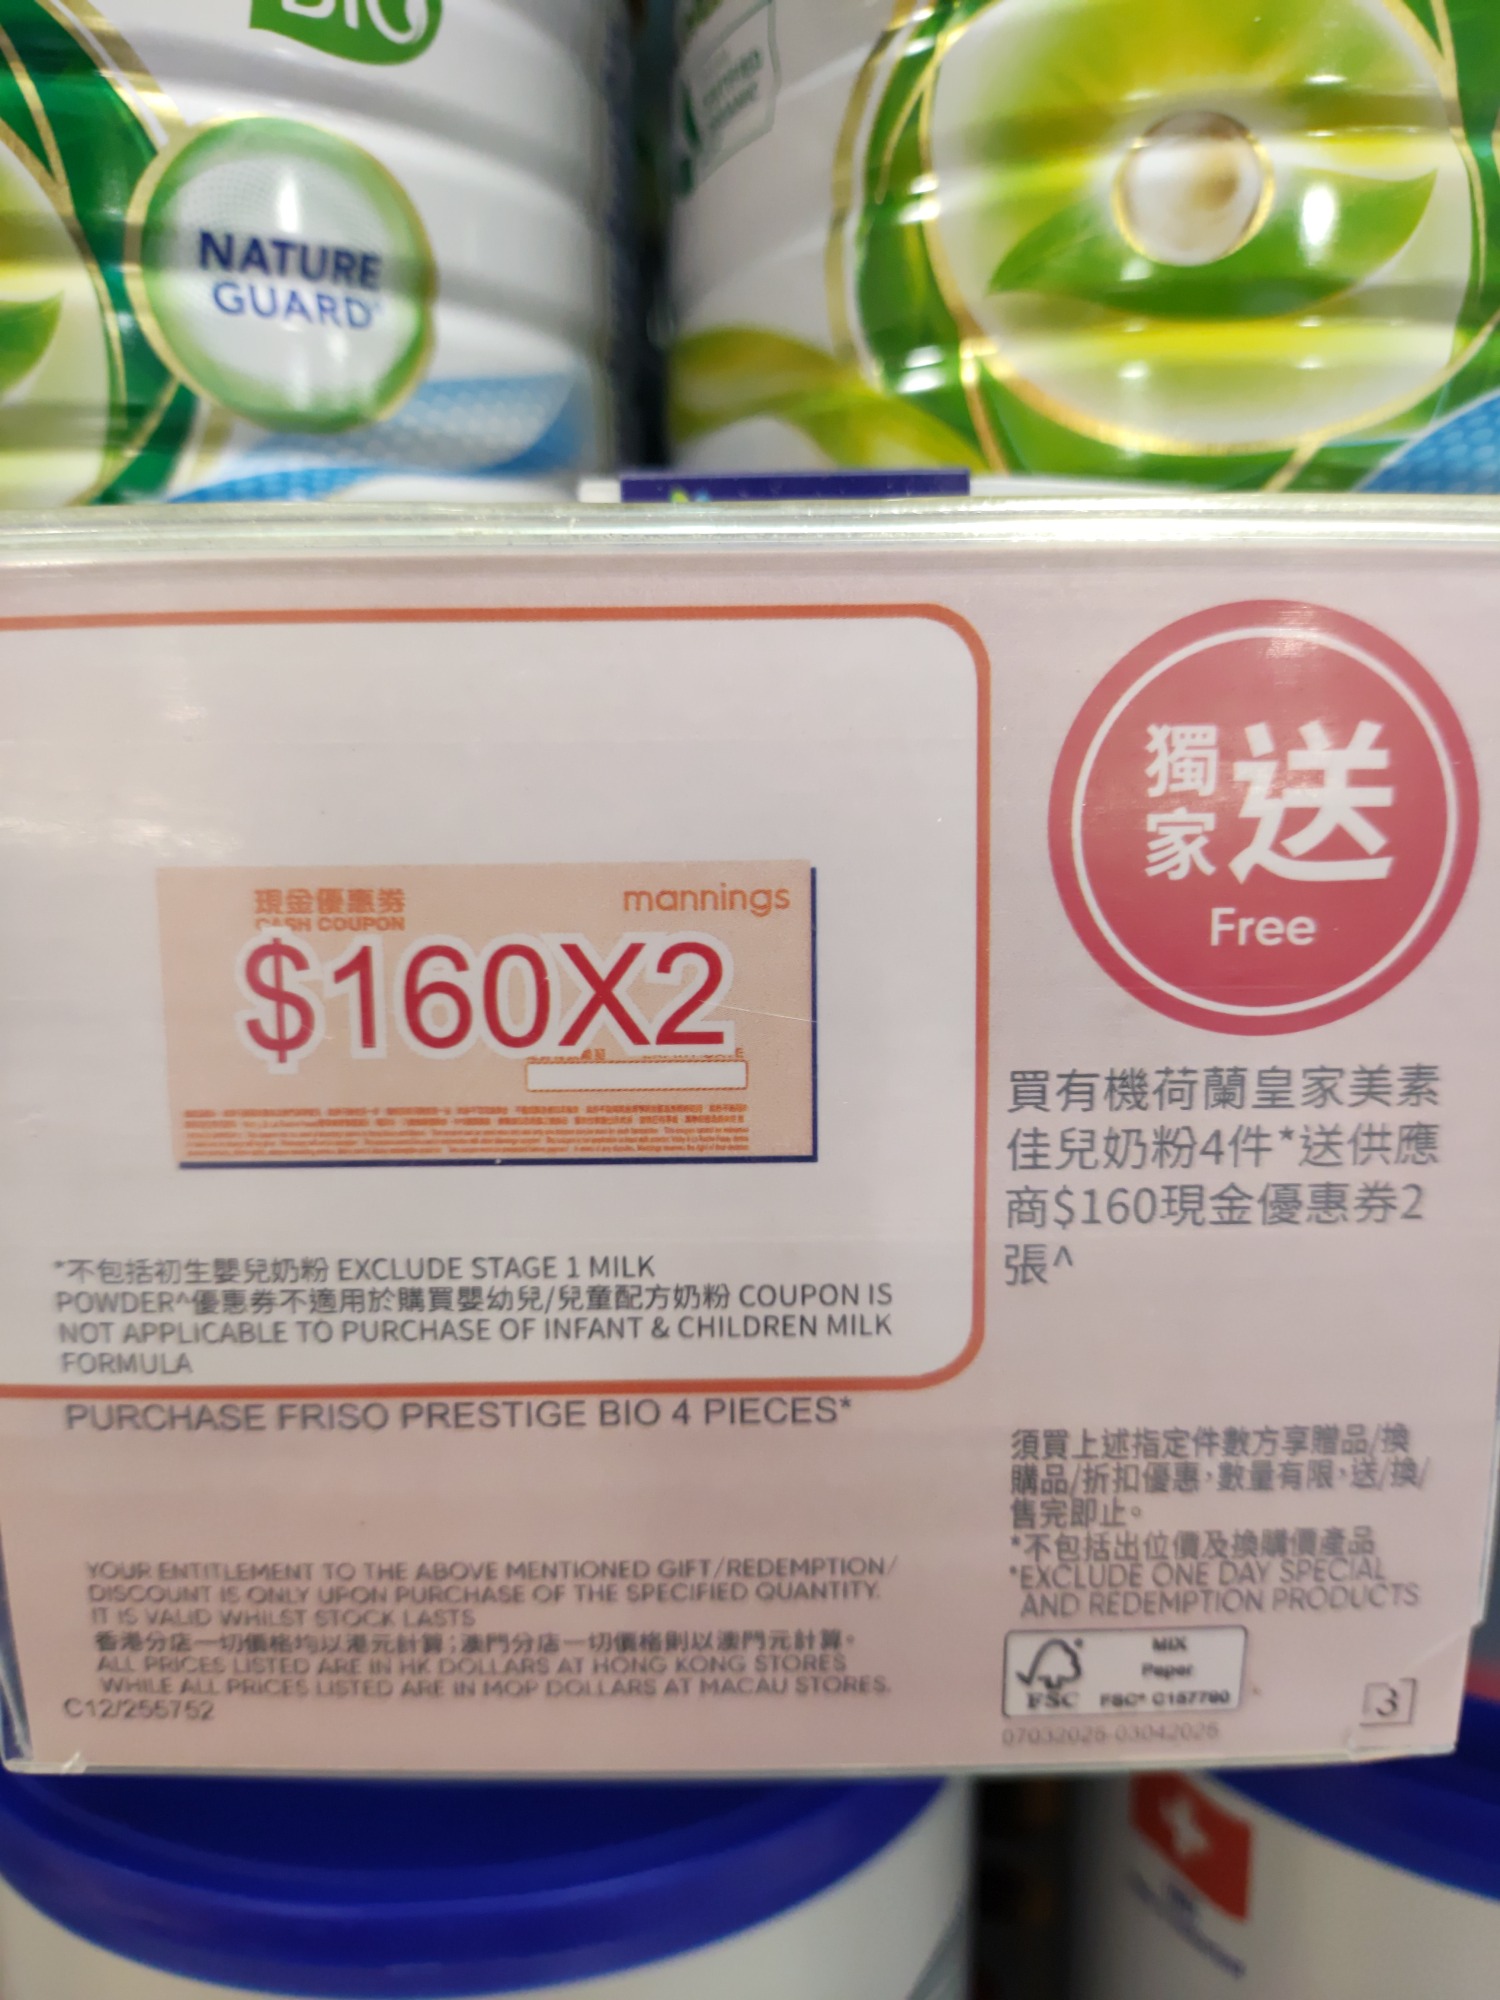 BIO
NATURE
GUARD
CERTIFIED
ORGANIC
現金優惠券
CASH COUPON
mannings
$160X2
*不包括初生嬰兒奶粉 EXCLUDE STAGE 1 MILK
POWDER^優惠券不適用於購買嬰幼兒/兒童配方奶粉 COUPON IS
NOT APPLICABLE TO PURCHASE OF INFANT & CHILDREN MILK
FORMULA
PURCHASE FRISO PRESTIGE BIO 4 PIECES*
YOUR ENTITLEMENT TO THE ABOVE MENTIONED GIFT/REDEMPTION/
DISCOUNT IS ONLY UPON PURCHASE OF THE SPECIFIED QUANTITY.
IT IS VALID WHILST STOCK LASTS
香港分店一切價格均以港元計算；澳門分店一切價格則以澳門元計算。
ALL PRICES LISTED ARE IN HK DOLLARS AT HONG KONG STORES
WHILE ALL PRICES LISTED ARE IN MOP DOLLARS AT MACAU STORES.
C12/255752
獨家
送
Free
買有機荷蘭皇家美素
佳兒奶粉4件*送供應
商$160現金優惠券2
張^
須買上述指定件數方享贈品/換
購品/折扣優惠，數量有限，送/換/
售完即止。
*不包括出位價及換購價產品
*EXCLUDE ONE DAY SPECIAL
AND REDEMPTION PRODUCTS
FSC
MIX
Paper
FSC® C157790
07032026-03042026
3